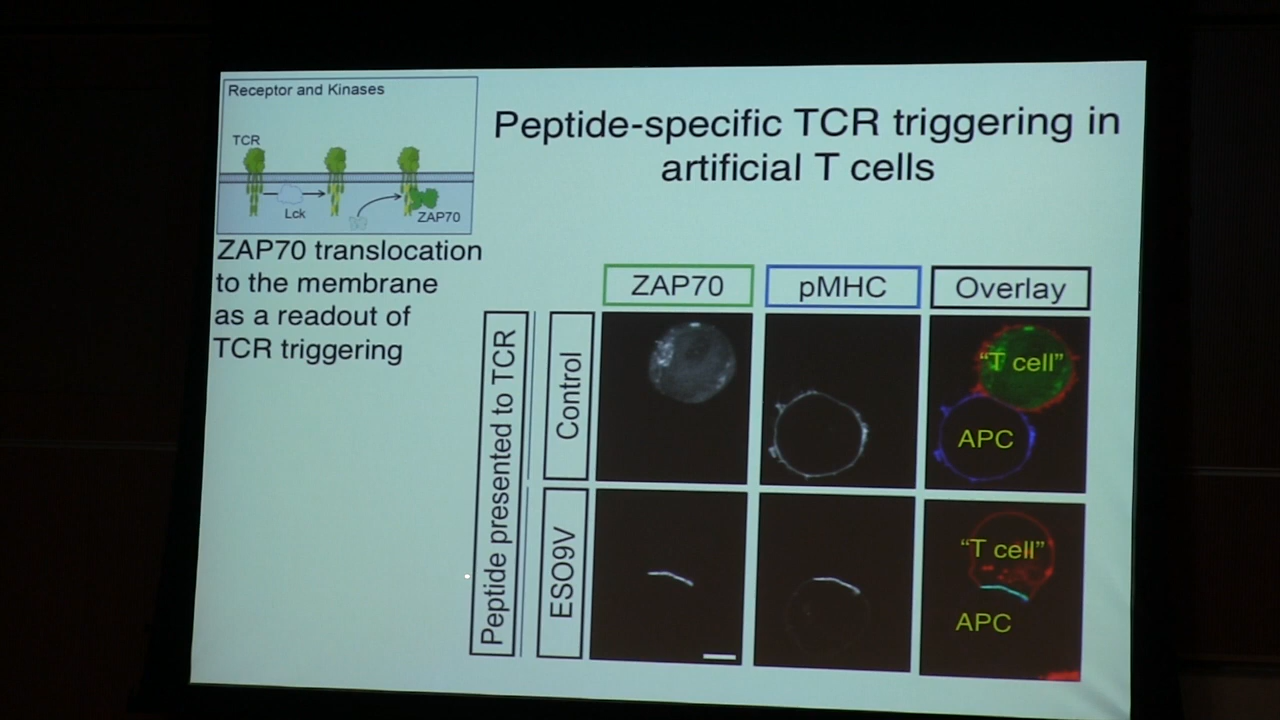 Receptor and Kinases
TCR
Lck
ZAP70
Peptide-specific TCR triggering in
artificial T cells
ZAP70 translocation
to the membrane
as a readout of
TCR triggering
ZAP70
pMHC
Overlay
Peptide presented to TCR
Control
"T cell"
APC
ESO9V
"T cell"
APC